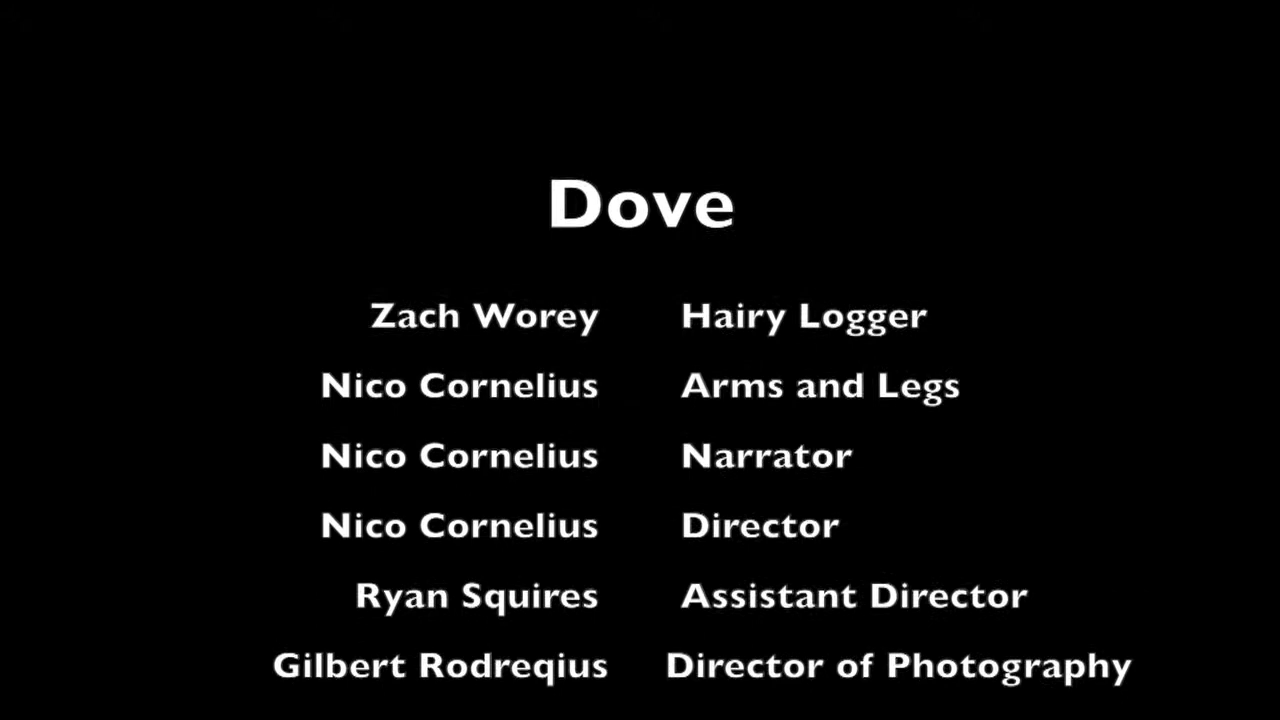 Dove
Zach Worey Hairy Logger
Nico Cornelius Arms and Legs
Nico Cornelius Narrator
Nico Cornelius Director
Ryan Squires Assistant Director
Gilbert Rodreqius Director of Photography